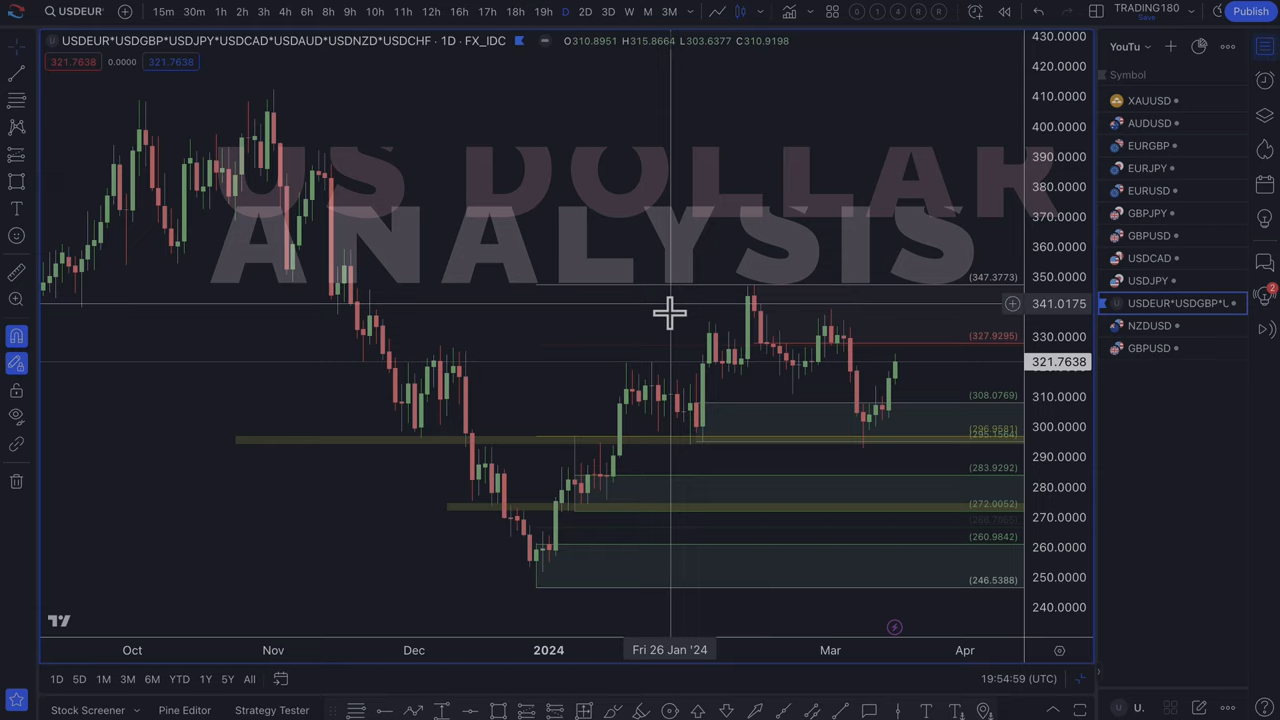 USDEUR*
15m 30m 1h 2h 3h 4h 6h 8h 11h 12h 16h 17h 18h 19h D 2D 3D W M 3M
TRADING180
Save
Publish
USDEUR*USDGBP*USDJPY*USDCAD*USDAUD*USDNZD*USDCHF · 1D · FX_IDC O310.8951 H315.8664 L303.6377 C310.9198
321.7638 0.0000 321.7638
US DOLLAR
ANALYSIS
430.0000
420.0000
410.0000
400.0000
390.0000
380.0000
370.0000
360.0000
350.0000
341.0175
330.0000
321.7638
310.0000
300.0000
290.0000
280.0000
270.0000
260.0000
250.0000
240.0000
(347.3773)
(327.9295)
(308.0769)
(296.9581)
(295.1564)
(283.9292)
(272.0052)
(260.9842)
(246.5388)
Oct Nov Dec 2024 Fri 26 Jan '24 Mar Apr
1D 5D 1M 3M 6M YTD 1Y 5Y All
19:54:59 (UTC)
Stock Screener Pine Editor Strategy Tester
YouTu
Symbol
XAUUSD
AUDUSD
EURGBP
EURJPY
EURUSD
GBPJPY
GBPUSD
USDCAD
USDJPY
USDEUR*USDGBP*U
NZDUSD
GBPUSD
2
U.